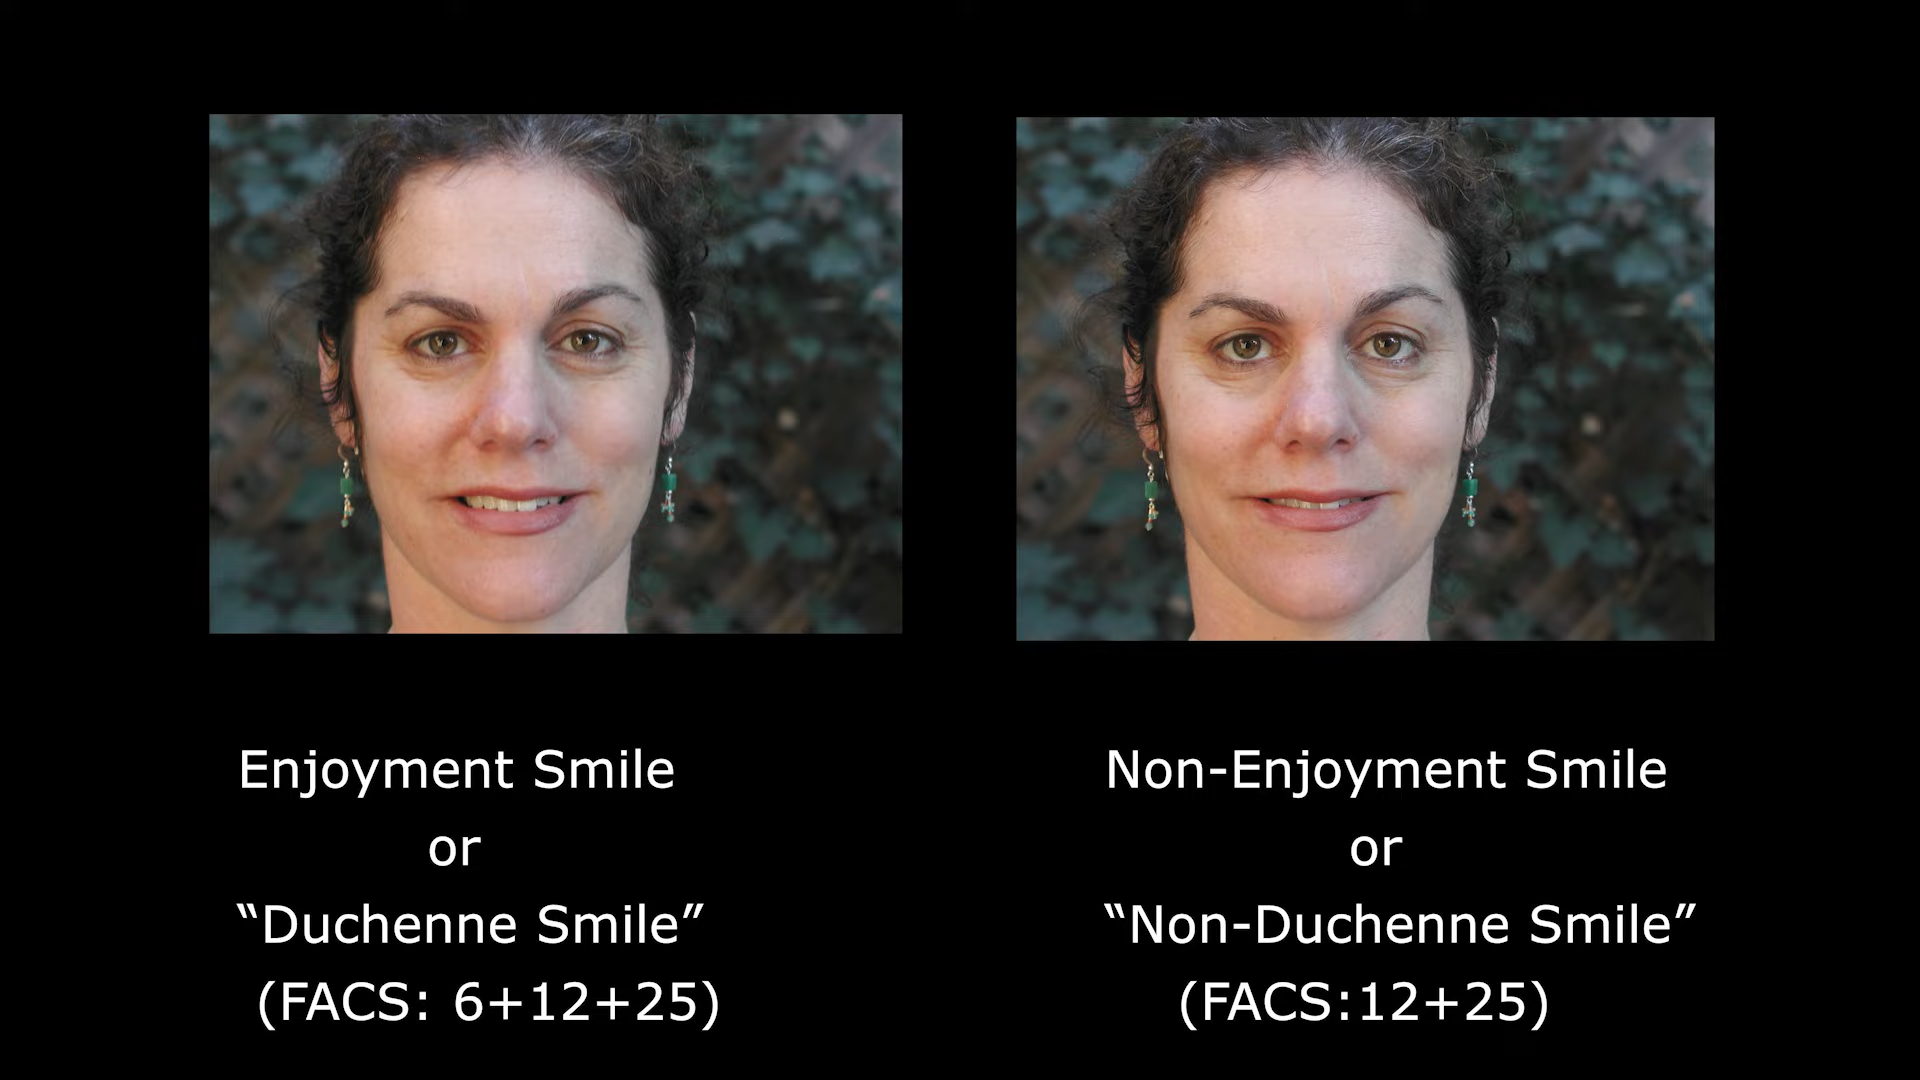 Enjoyment Smile
or
“Duchenne Smile”
(FACS: 6+12+25)
Non-Enjoyment Smile
or
“Non-Duchenne Smile”
(FACS:12+25)